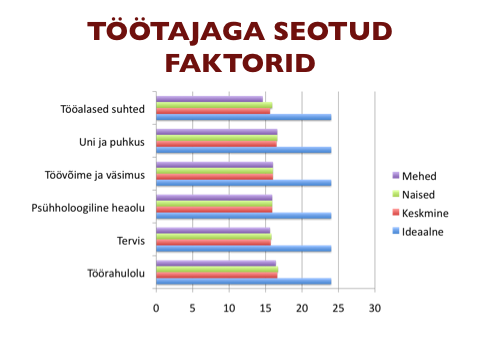 TÖÖTAJAGA SEOTUD
FAKTORID
Tööalased suhted
Uni ja puhkus
Töövõime ja väsimus
Psühholoogiline heaolu
Tervis
Töörahulolu
Mehed
Naised
Keskmine
Ideaalne
0 5 10 15 20 25 30